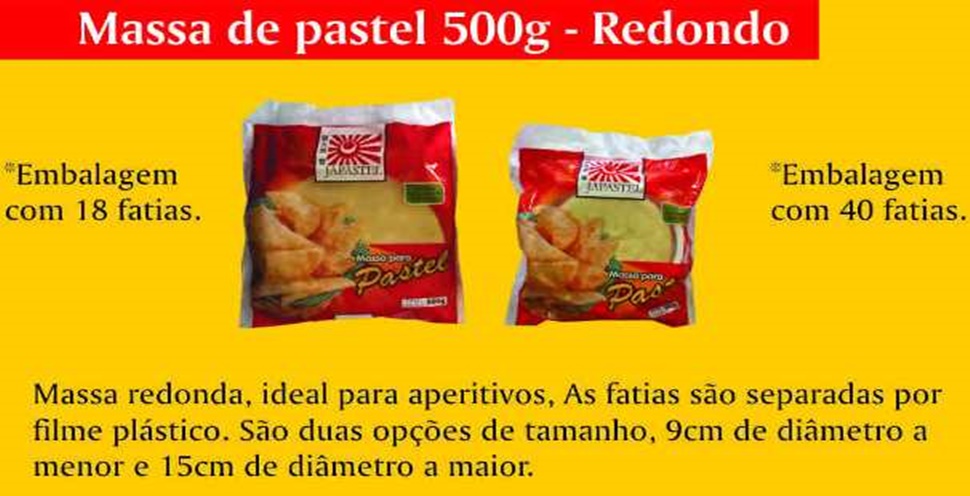 Massa de pastel 500g - Redondo
*Embalagem
com 18 fatias.
JAPASTEL
Massa para
Pastel
500g
JAPASTEL
Massa para
Pas
*Embalagem
com 40 fatias.
Massa redonda, ideal para aperitivos, As fatias são separadas por
filme plástico. São duas opções de tamanho, 9cm de diâmetro a
menor e 15cm de diâmetro a maior.